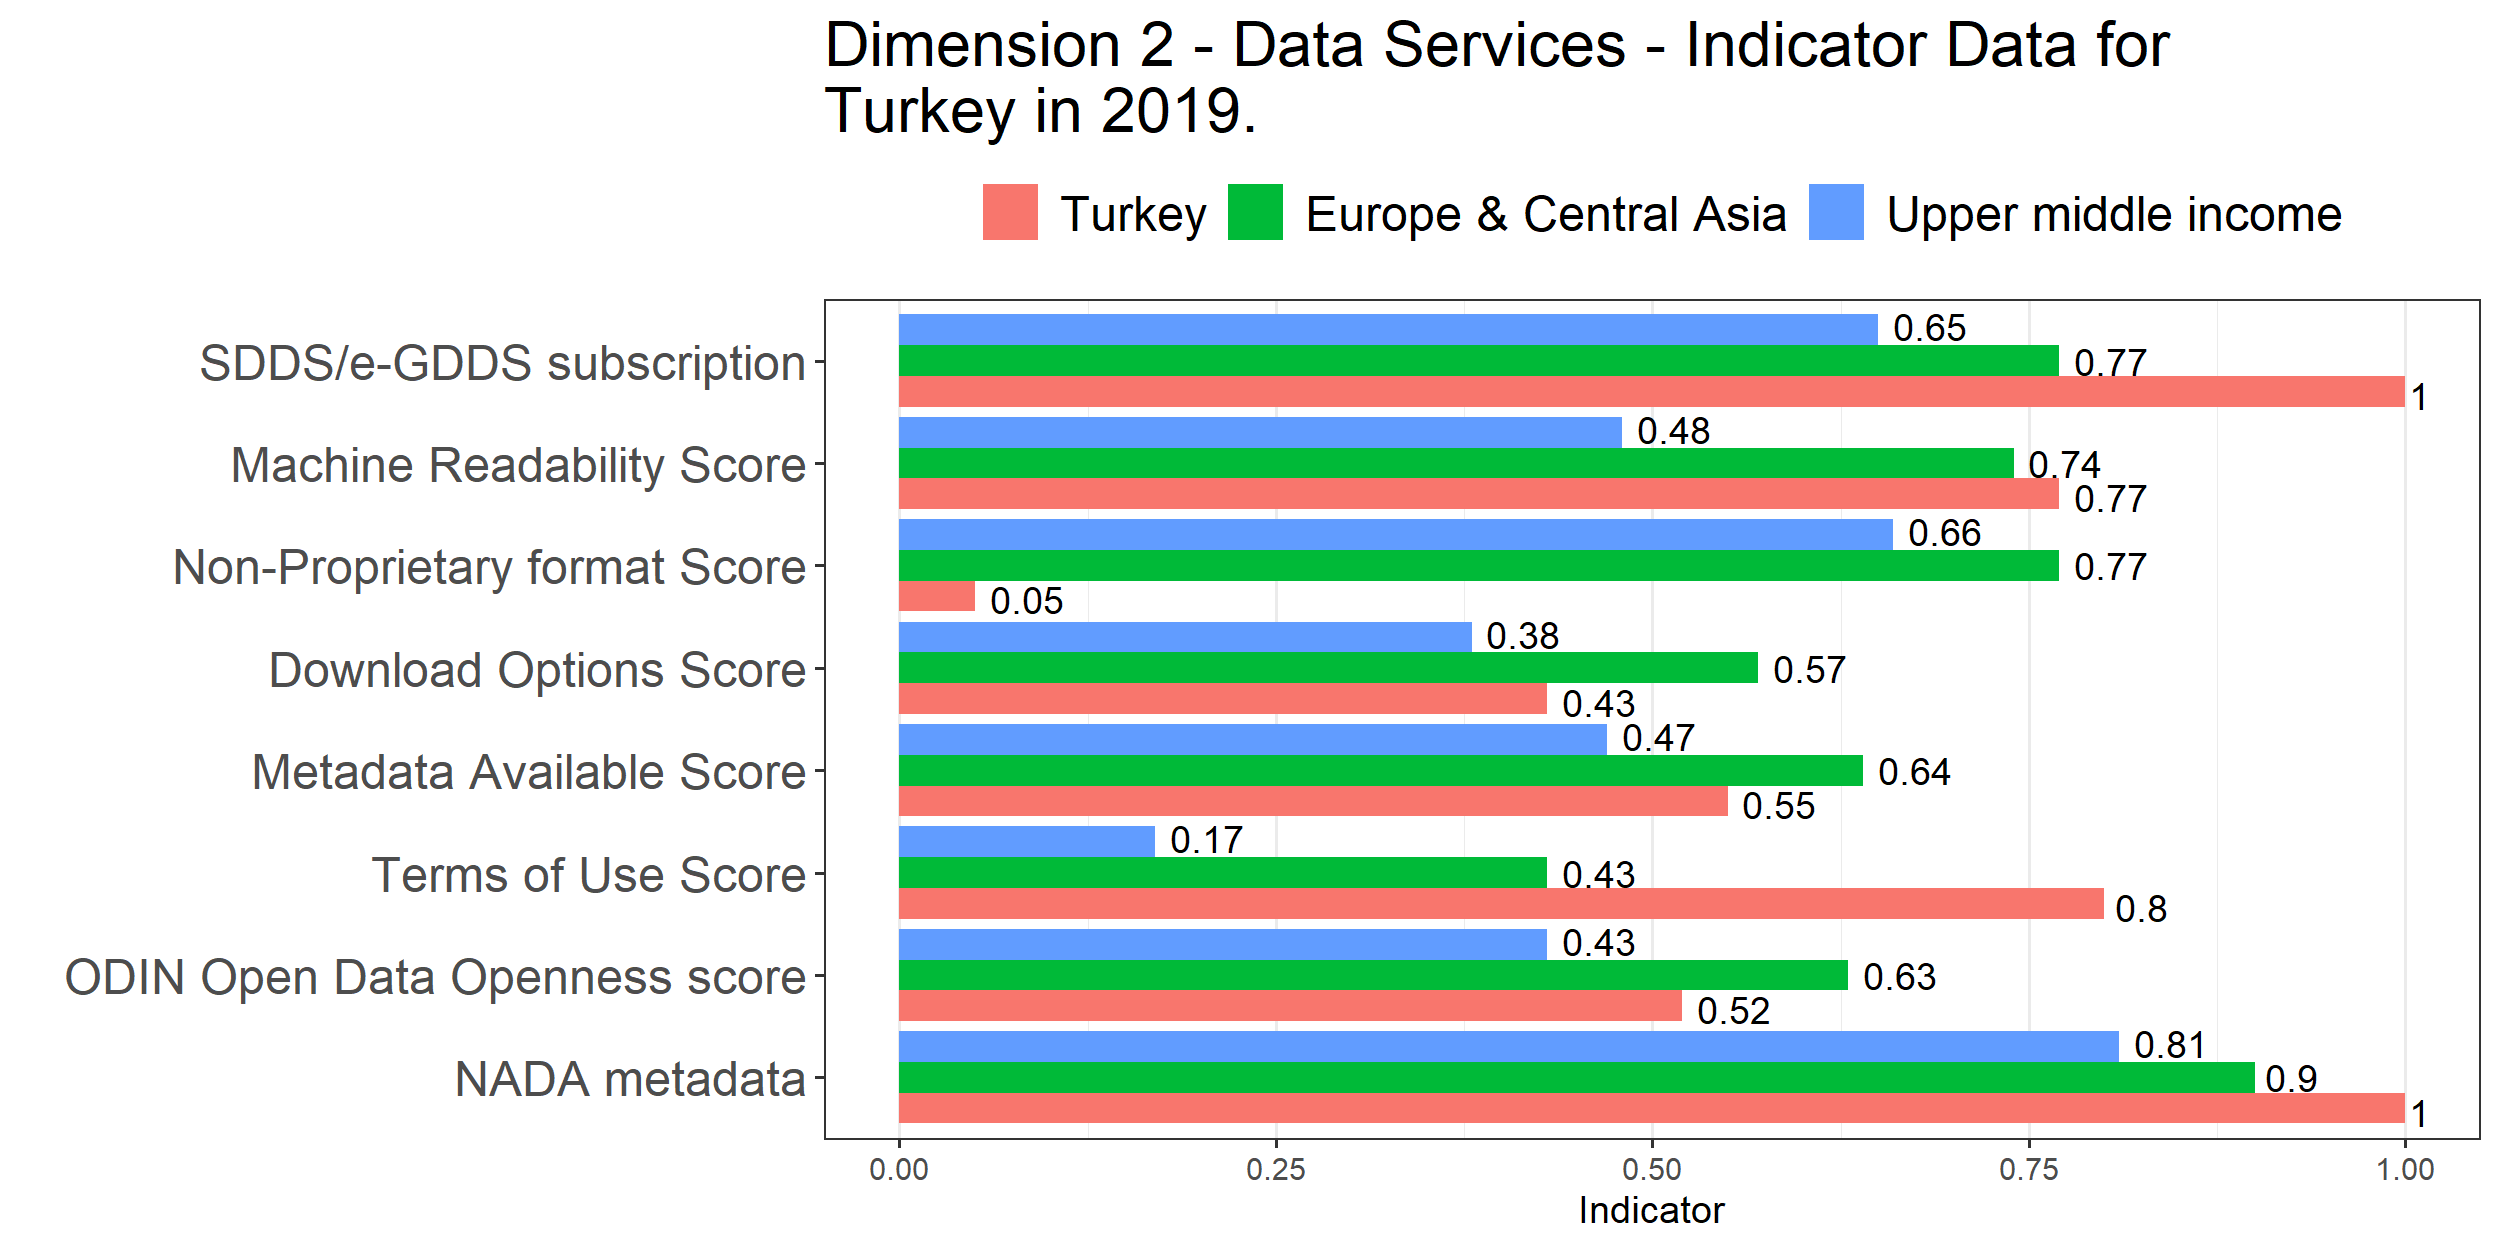 Dimension 2 - Data Services - Indicator Data for
Turkey in 2019.
Turkey Europe & Central Asia Upper middle income
SDDS/e-GDDS subscription 0.65 0.77 1
Machine Readability Score 0.48 0.74 0.77
Non-Proprietary format Score 0.66 0.77 0.05
Download Options Score 0.38 0.57 0.43
Metadata Available Score 0.47 0.64 0.55
Terms of Use Score 0.17 0.43 0.8
ODIN Open Data Openness score 0.43 0.63 0.52
NADA metadata 0.81 0.9 1
0.00 0.25 0.50 0.75 1.00
Indicator